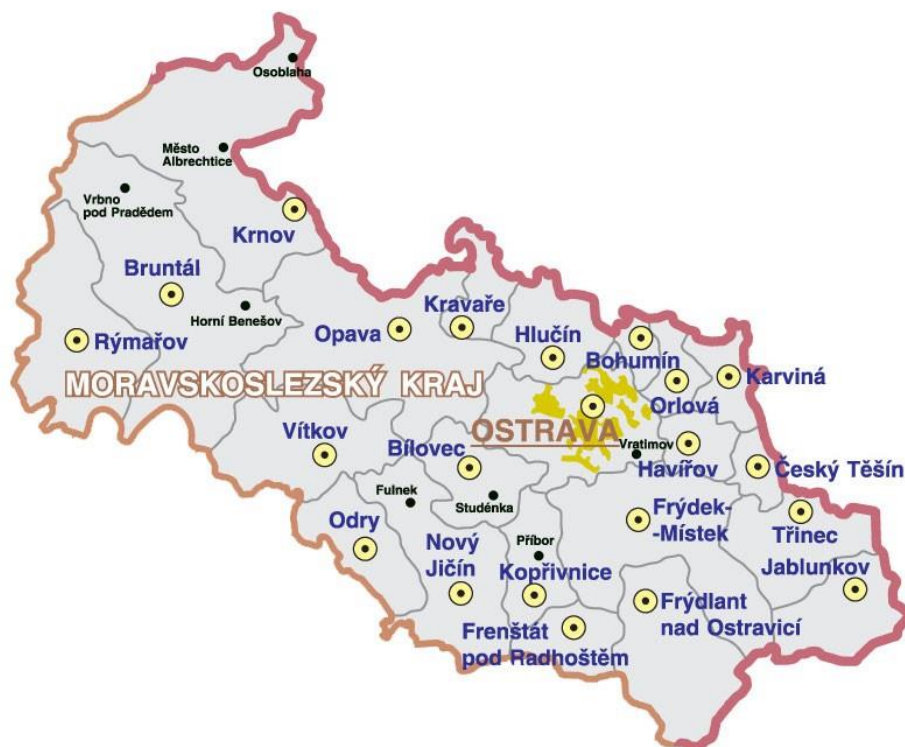 Osoblaha
Město
Albrechtice
Vrbno
pod Pradědem
Krnov
Bruntál
Horní Benešov
Kravaře
Opava
Hlučín
Rýmařov
Bohumín
Karviná
MORAVSKOSLEZSKÝ KRAJ
Orlová
OSTRAVA
Vítkov
Bílovec
Vratimov
Havířov
Český Těšín
Fulnek
Studénka
Odry
Frýdek-
-Místek
Třinec
Nový
Jičín
Příbor
Kopřivnice
Jablunkov
Frýdlant
nad Ostravicí
Frenštát
pod Radhoštěm